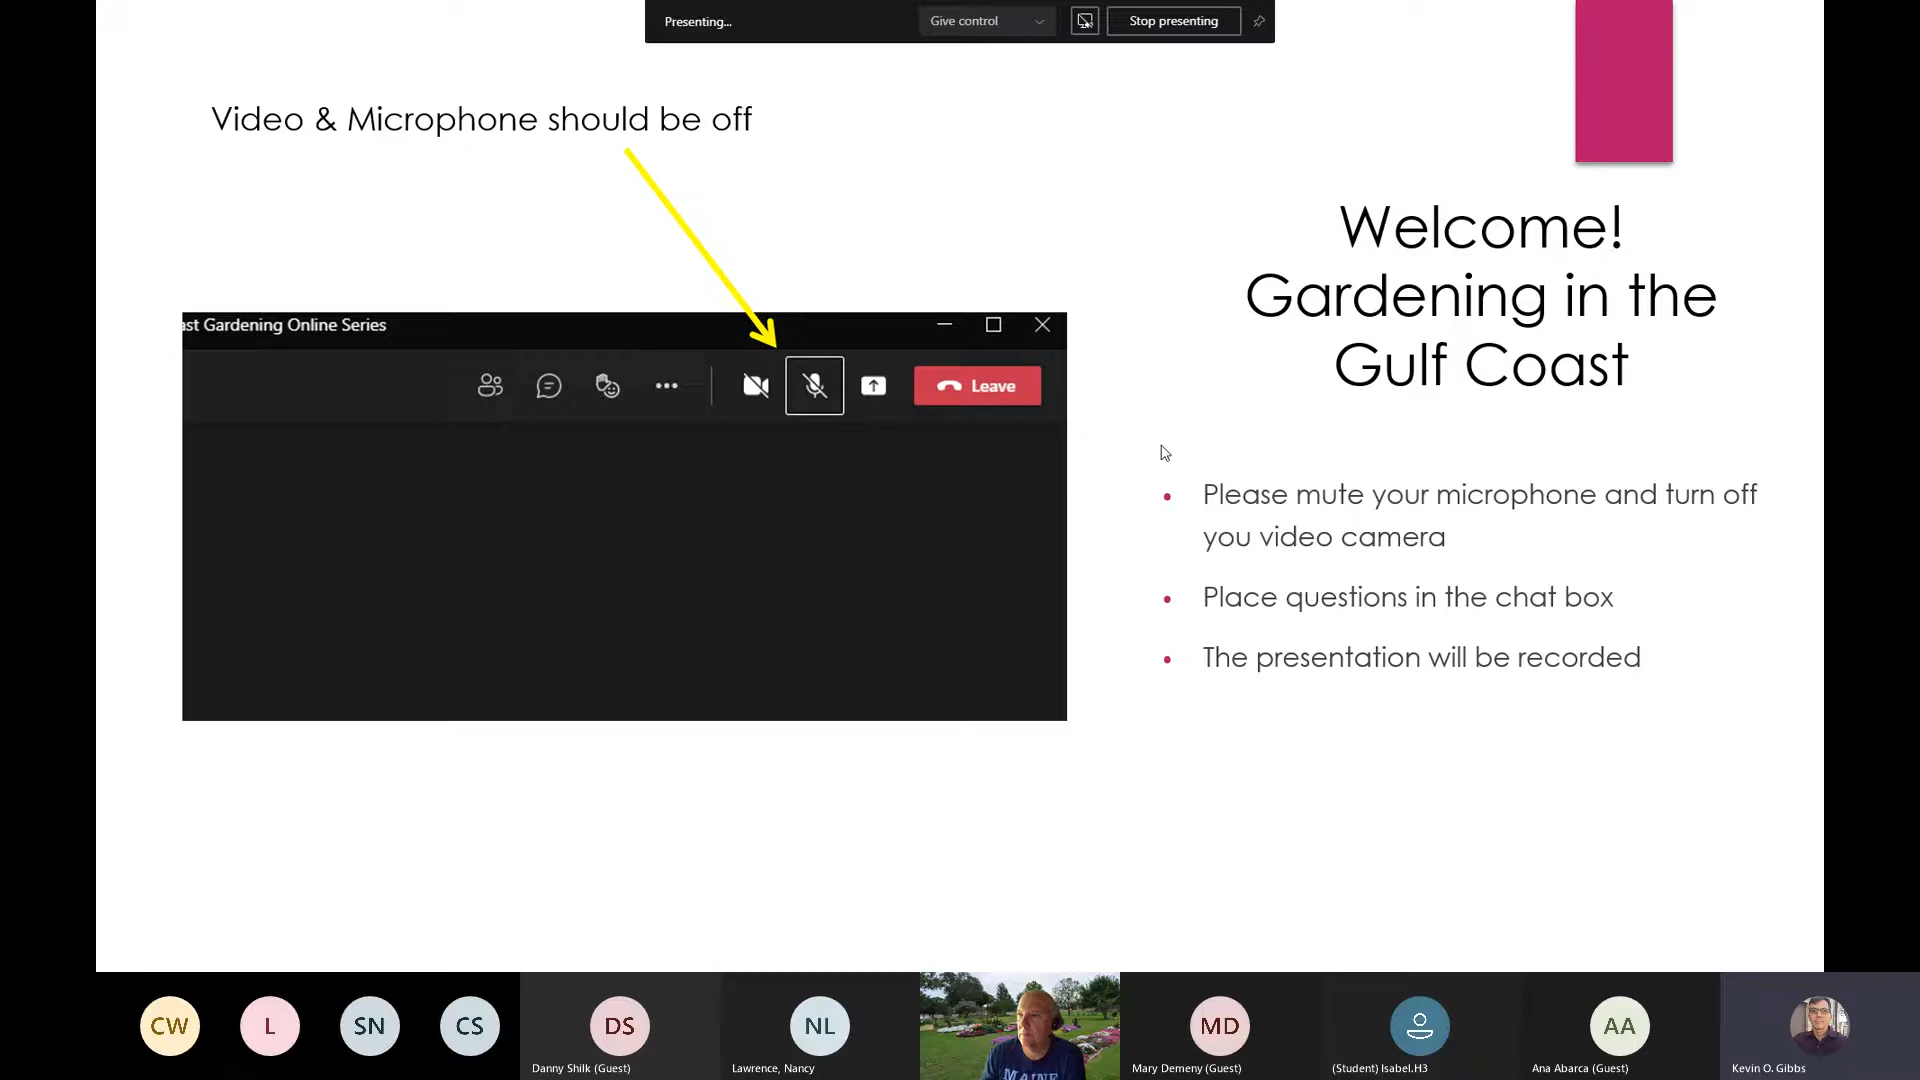 Presenting...
Give control
Stop presenting
Video & Microphone should be off
ast Gardening Online Series
Leave
Welcome!
Gardening in the
Gulf Coast
• Please mute your microphone and turn off
you video camera
• Place questions in the chat box
• The presentation will be recorded
CW
L
SN
CS
DS
NL
MAINE
MD
AA
Danny Shilk (Guest)
Lawrence, Nancy
Mary Demeny (Guest)
(Student) Isabel.H3
Ana Abarca (Guest)
Kevin O. Gibbs